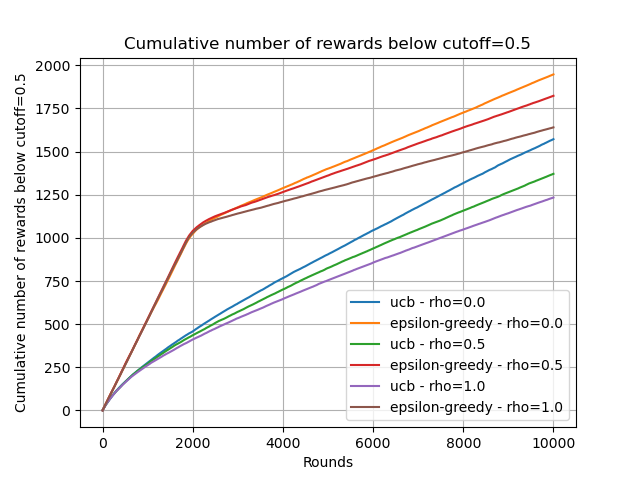 Cumulative number of rewards below cutoff=0.5
Cumulative number of rewards below cutoff=0.5
2000
1750
1500
1250
1000
750
500
250
0
ucb - rho=0.0
epsilon-greedy - rho=0.0
ucb - rho=0.5
epsilon-greedy - rho=0.5
ucb - rho=1.0
epsilon-greedy - rho=1.0
0 2000 4000 6000 8000 10000
Rounds